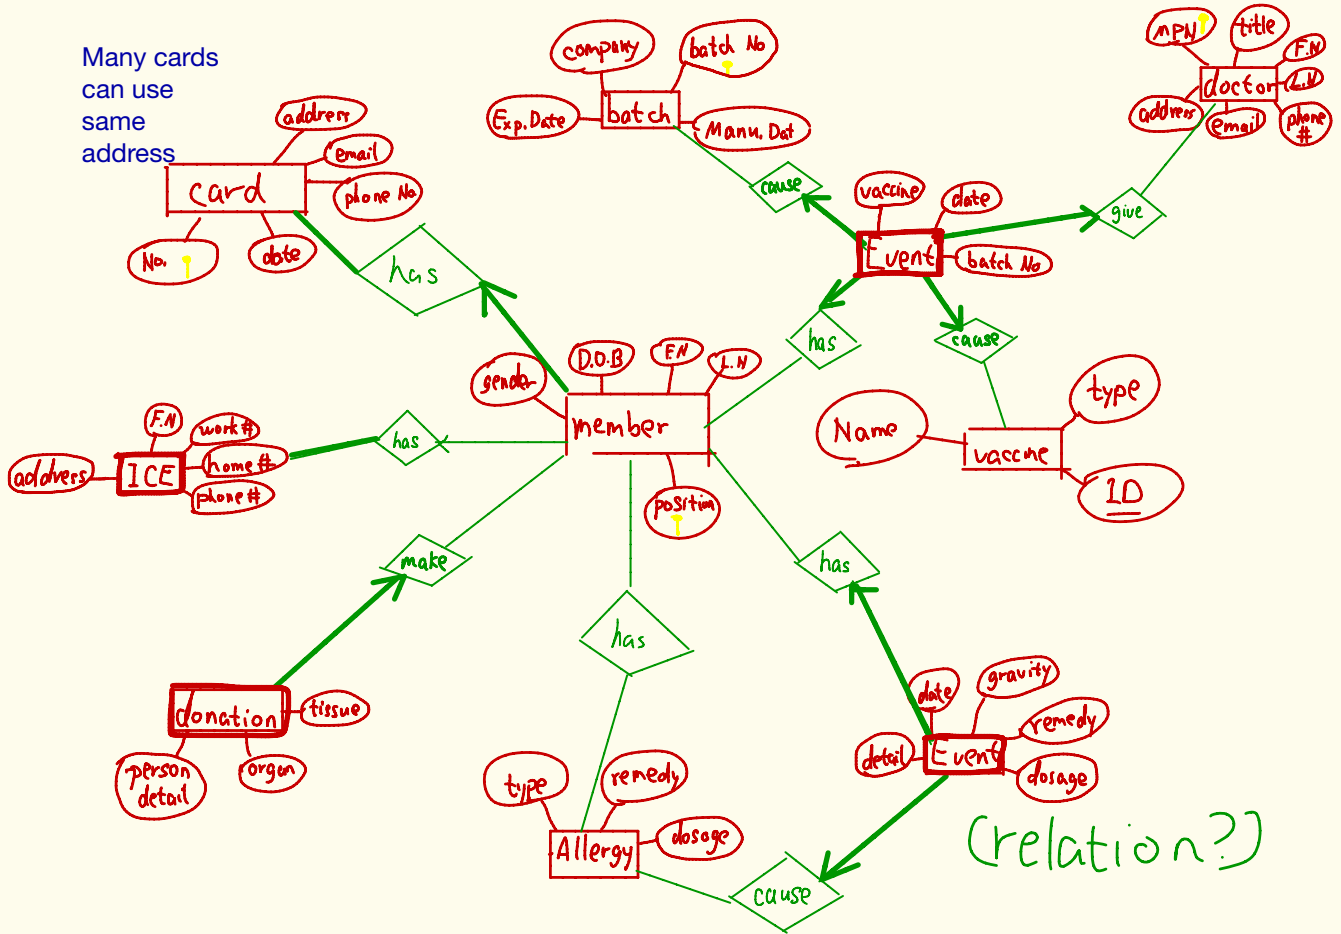 Many cards
can use
same
address
address
email
phone No
card
No.
date
has
company
batch No
Exp. Date
batch
Manu. Dat
cause
MPN
title
F.N
doctor
L.N
address
email
phone
#
give
vaccine
date
Event
batch No
has
cause
Name
type
vaccine
ID
gender
D.O.B
F.N
L.N
member
position
F.N
work #
address
ICE
home #
phone #
has
make
donation
tissue
person
detail
organ
has
type
remedy
Allergy
dosage
has
date
gravity
detail
Event
remedy
dosage
cause
(relation?)